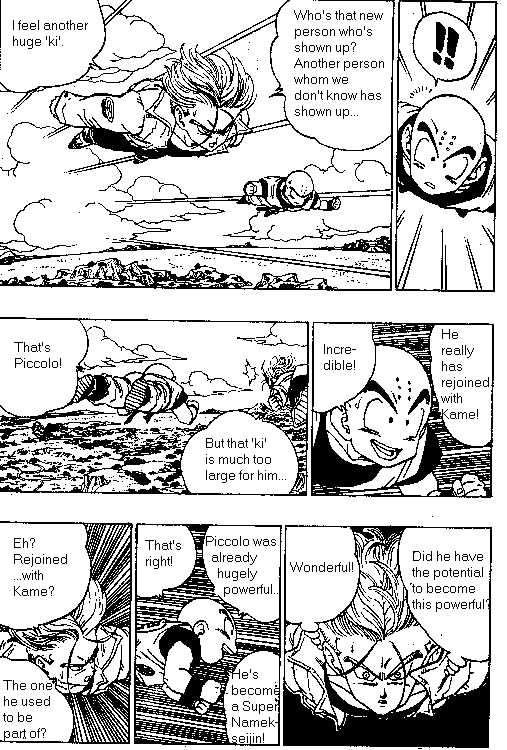 I feel another
huge 'ki'.
Who's that new
person who's
shown up?
Another person
whom we
don't know has
shown up...
!!
That's
Piccolo!
But that 'ki'
is much too
large for him...
Incre-
dible!
He
really
has
rejoined
with
Kame!
Eh?
Rejoined
...with
Kame?
The one
he used
to be
part of?
That's
right!
Piccolo was
already
hugely
powerful..
He's
become
a Super
Namek-
seijin!
Wonderful!
Did he have
the potential
to become
this powerful?